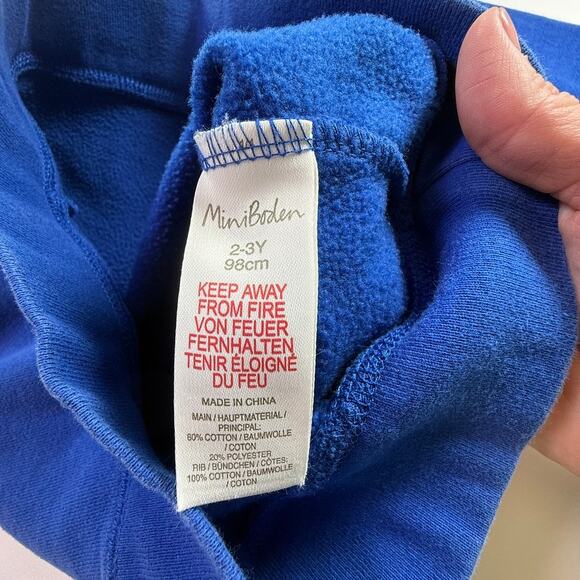 MiniBoden
2-3Y
98cm
KEEP AWAY
FROM FIRE
VON FEUER
FERNHALTEN
TENIR ÉLOIGNÉ
DU FEU
MADE IN CHINA
MAIN / HAUPTMATERIAL /
PRINCIPAL:
80% COTTON / BAUMWOLLE
/ COTON
20% POLYESTER
RIB / BÜNDCHEN / CÔTES:
100% COTTON / BAUMWOLLE
/ COTON